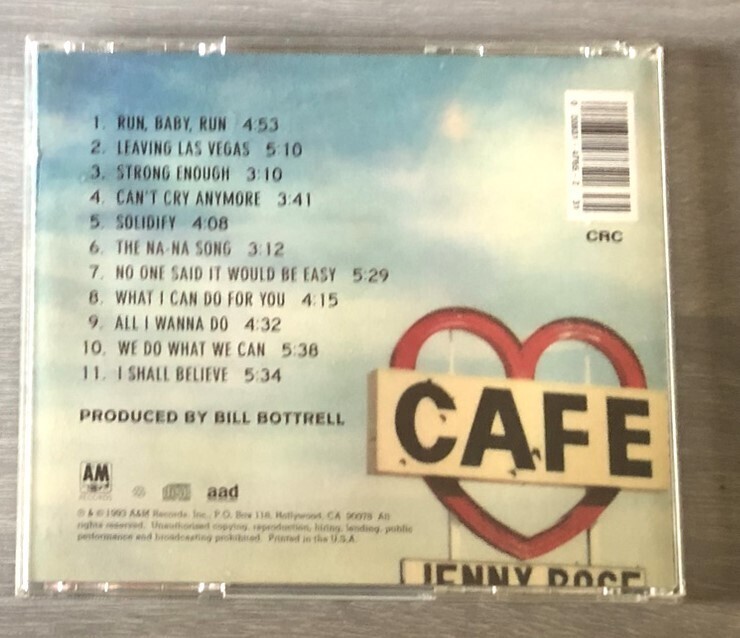 1. RUN, BABY, RUN 4:53
2. LEAVING LAS VEGAS 5:10
3. STRONG ENOUGH 3:10
4. CAN'T CRY ANYMORE 3:41
5. SOLIDIFY 4:08
6. THE NA-NA SONG 3:12
7. NO ONE SAID IT WOULD BE EASY 5:29
8. WHAT I CAN DO FOR YOU 4:15
9. ALL I WANNA DO 4:32
10. WE DO WHAT WE CAN 5:38
11. I SHALL BELIEVE 5:34
PRODUCED BY BILL BOTTRELL
CRC
CAFE
JENNY ROSE
AM
RECORDS
aad
℗ & © 1993 A&M Records, Inc., P.O. Box 118, Hollywood, CA 90078 All
rights reserved. Unauthorized copying, reproduction, hiring, lending, public
performance and broadcasting prohibited. Printed in the U.S.A.